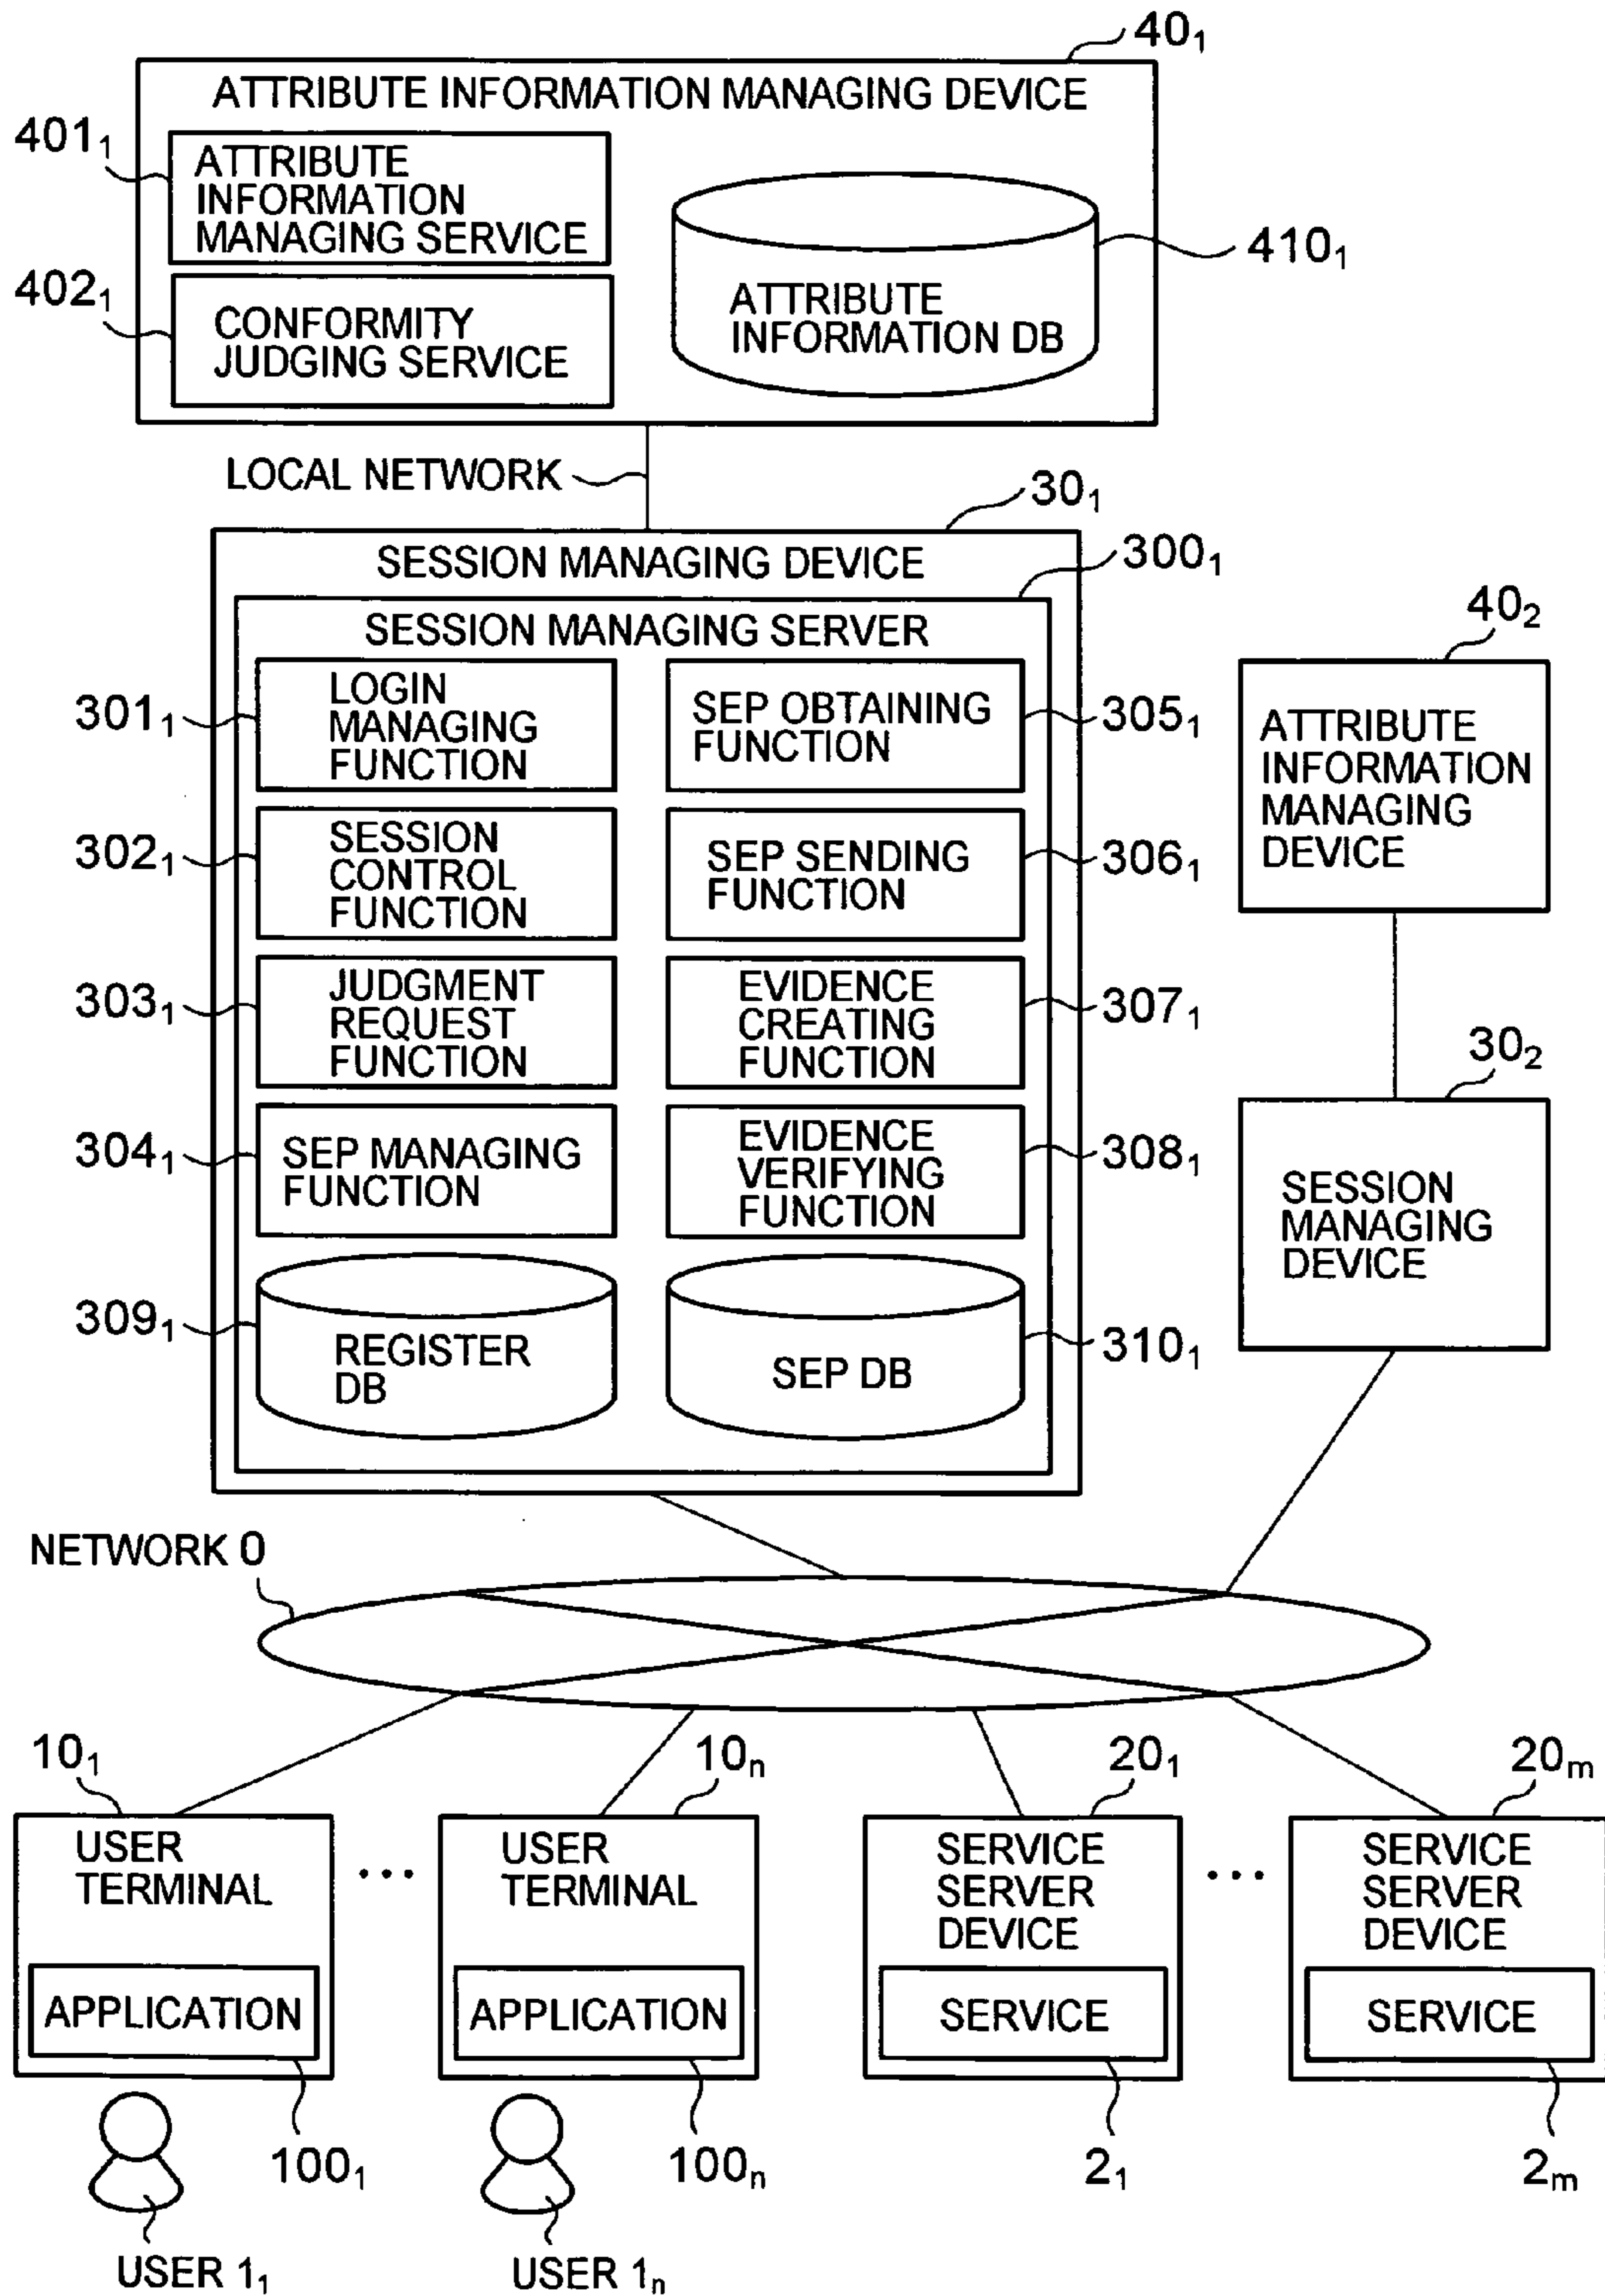 40₁
ATTRIBUTE INFORMATION MANAGING DEVICE
401₁
ATTRIBUTE
INFORMATION
MANAGING SERVICE
402₁
CONFORMITY
JUDGING SERVICE
ATTRIBUTE
INFORMATION DB
410₁
LOCAL NETWORK
30₁
SESSION MANAGING DEVICE
300₁
SESSION MANAGING SERVER
301₁
LOGIN
MANAGING
FUNCTION
SEP OBTAINING
FUNCTION
305₁
302₁
SESSION
CONTROL
FUNCTION
SEP SENDING
FUNCTION
306₁
303₁
JUDGMENT
REQUEST
FUNCTION
EVIDENCE
CREATING
FUNCTION
307₁
304₁
SEP MANAGING
FUNCTION
EVIDENCE
VERIFYING
FUNCTION
308₁
309₁
REGISTER
DB
SEP DB
310₁
40₂
ATTRIBUTE
INFORMATION
MANAGING
DEVICE
30₂
SESSION
MANAGING
DEVICE
NETWORK 0
10₁
USER
TERMINAL
APPLICATION
100₁
USER 1₁
...
10ₙ
USER
TERMINAL
APPLICATION
100ₙ
USER 1ₙ
20₁
SERVICE
SERVER
DEVICE
SERVICE
2₁
...
20ₘ
SERVICE
SERVER
DEVICE
SERVICE
2ₘ